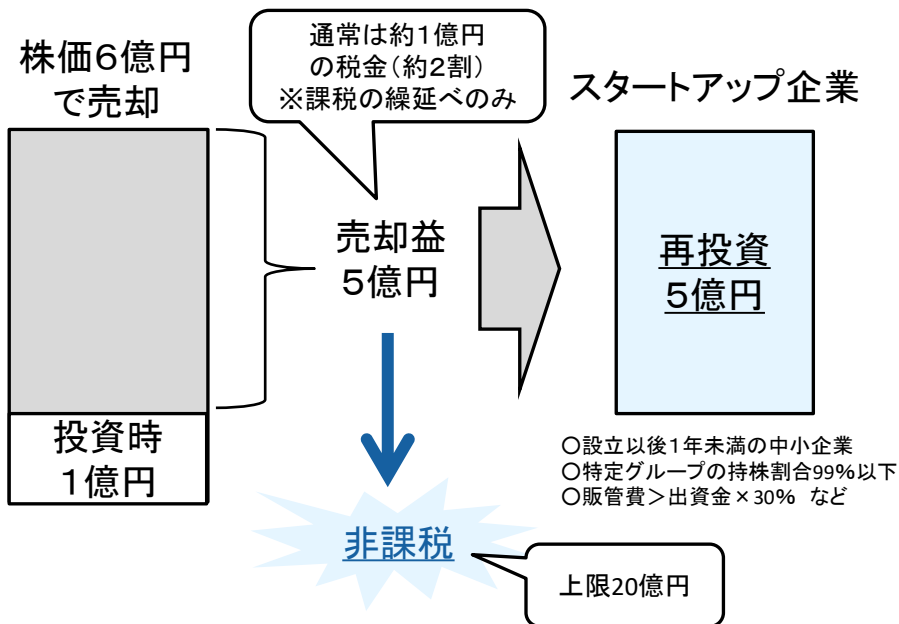 株価６億円
で売却
通常は約１億円
の税金（約２割）
※課税の繰延べのみ
スタートアップ企業
売却益
５億円
再投資
５億円
投資時
１億円
○設立以後１年未満の中小企業
○特定グループの持株割合99％以下
○販管費＞出資金×30％ など
非課税
上限20億円